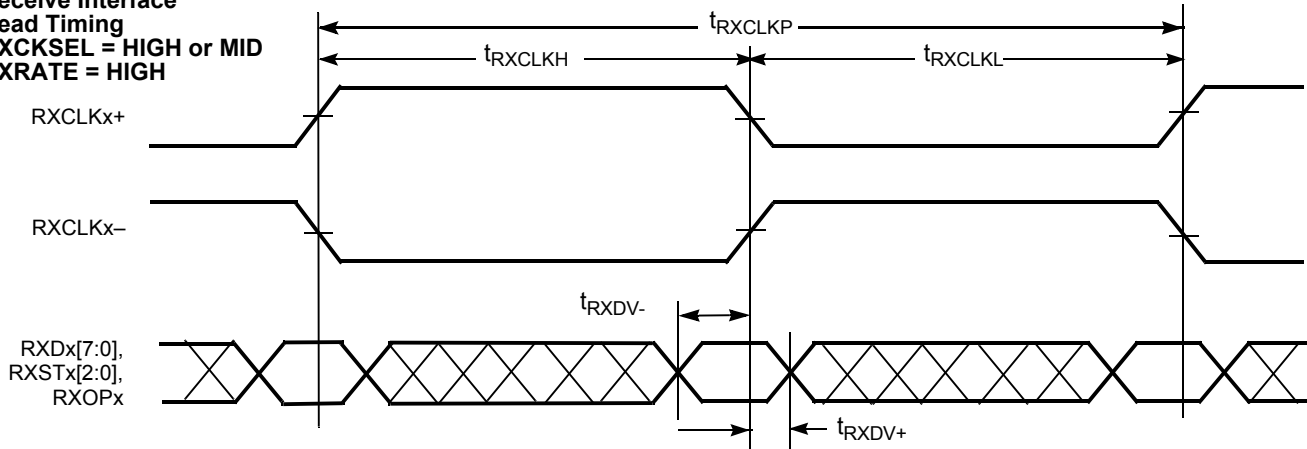 eceive Interface
ead Timing
XCKSEL = HIGH or MID
XRATE = HIGH
tRXCLKP
tRXCLKH
tRXCLKL
RXCLKx+
RXCLKx–
tRXDV-
RXDx[7:0],
RXSTx[2:0],
RXOPx
tRXDV+